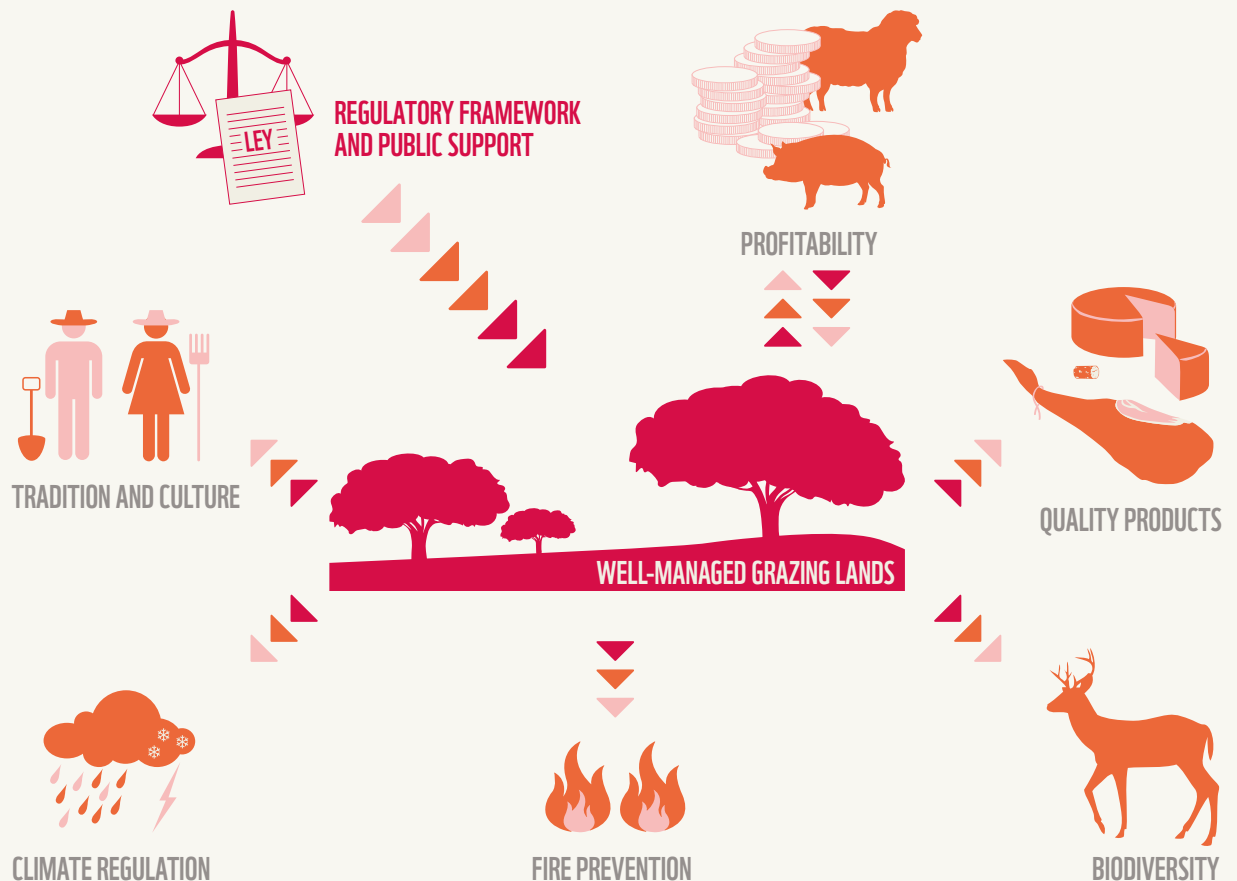 LEY
REGULATORY FRAMEWORK
AND PUBLIC SUPPORT
PROFITABILITY
TRADITION AND CULTURE
QUALITY PRODUCTS
WELL-MANAGED GRAZING LANDS
CLIMATE REGULATION
FIRE PREVENTION
BIODIVERSITY